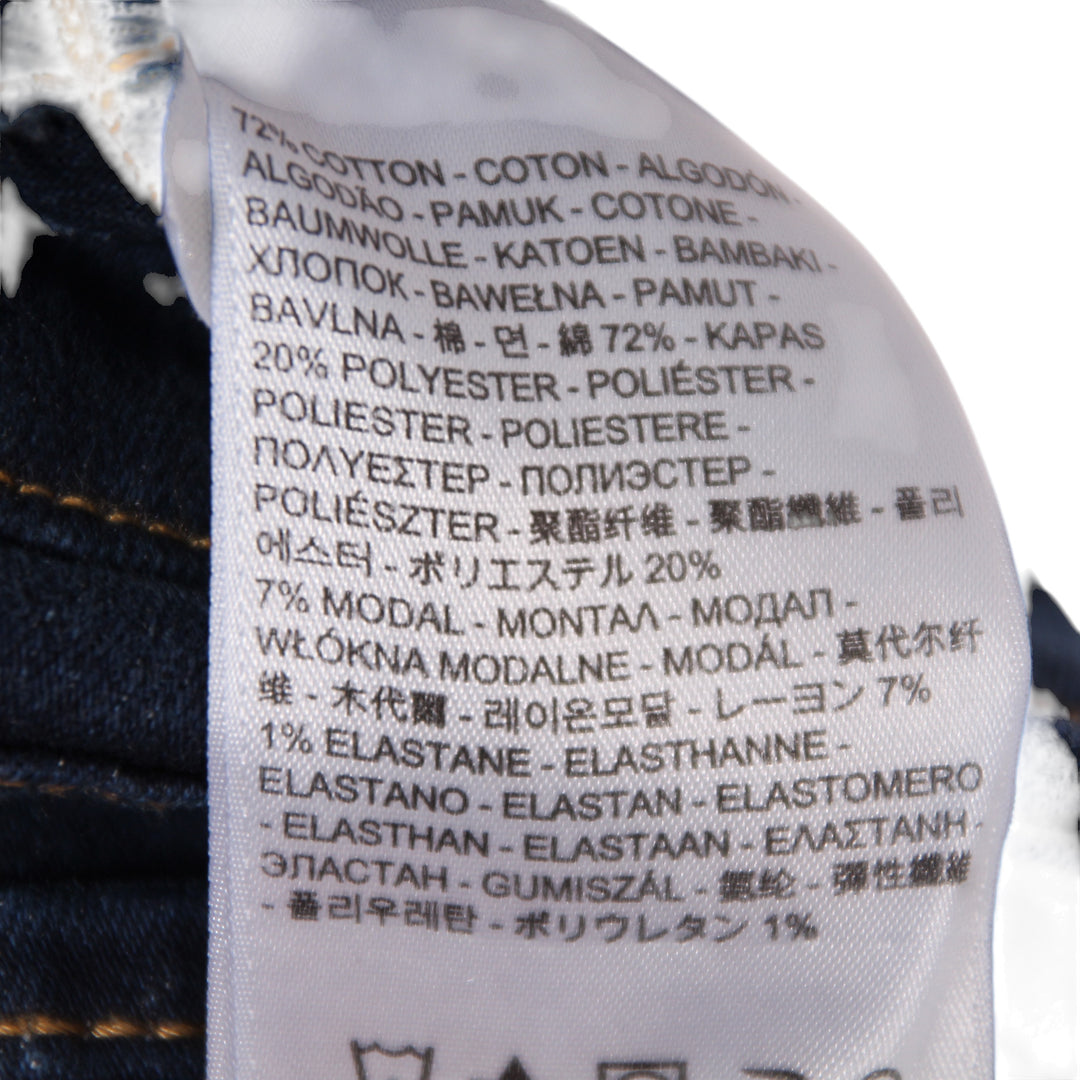 72% COTTON - COTON - ALGODÓN -
ALGODÃO - PAMUK - COTONE -
BAUMWOLLE - KATOEN - BAMBAKI -
ХЛОПОК - BAWEŁNA - PAMUT -
BAVLNA - 棉 - 면 - 綿 72% - KAPAS
20% POLYESTER - POLIÉSTER -
POLIESTER - POLIESTERE -
ΠΟΛΥΕΣΤΕΡ - ПОЛИЭСТЕР -
POLIÉSZTER - 聚酯纤维 - 聚酯纖維 - 폴리
에스터 - ポリエステル 20%
7% MODAL - ΜΟΝΤΑΛ - МОДАЛ -
WŁÓKNA MODALNE - MODÁL - 莫代尔纤
维 - 木代爾 - 레이온모달 - レーヨン 7%
1% ELASTANE - ELASTHANNE -
ELASTANO - ELASTAN - ELASTOMERO
- ELASTHAN - ELASTAAN - ΕΛΑΣΤΑΝΗ -
ЭЛАСТАН - GUMISZÁL - 氨纶 - 彈性纖維
- 폴리우레탄 - ポリウレタン 1%